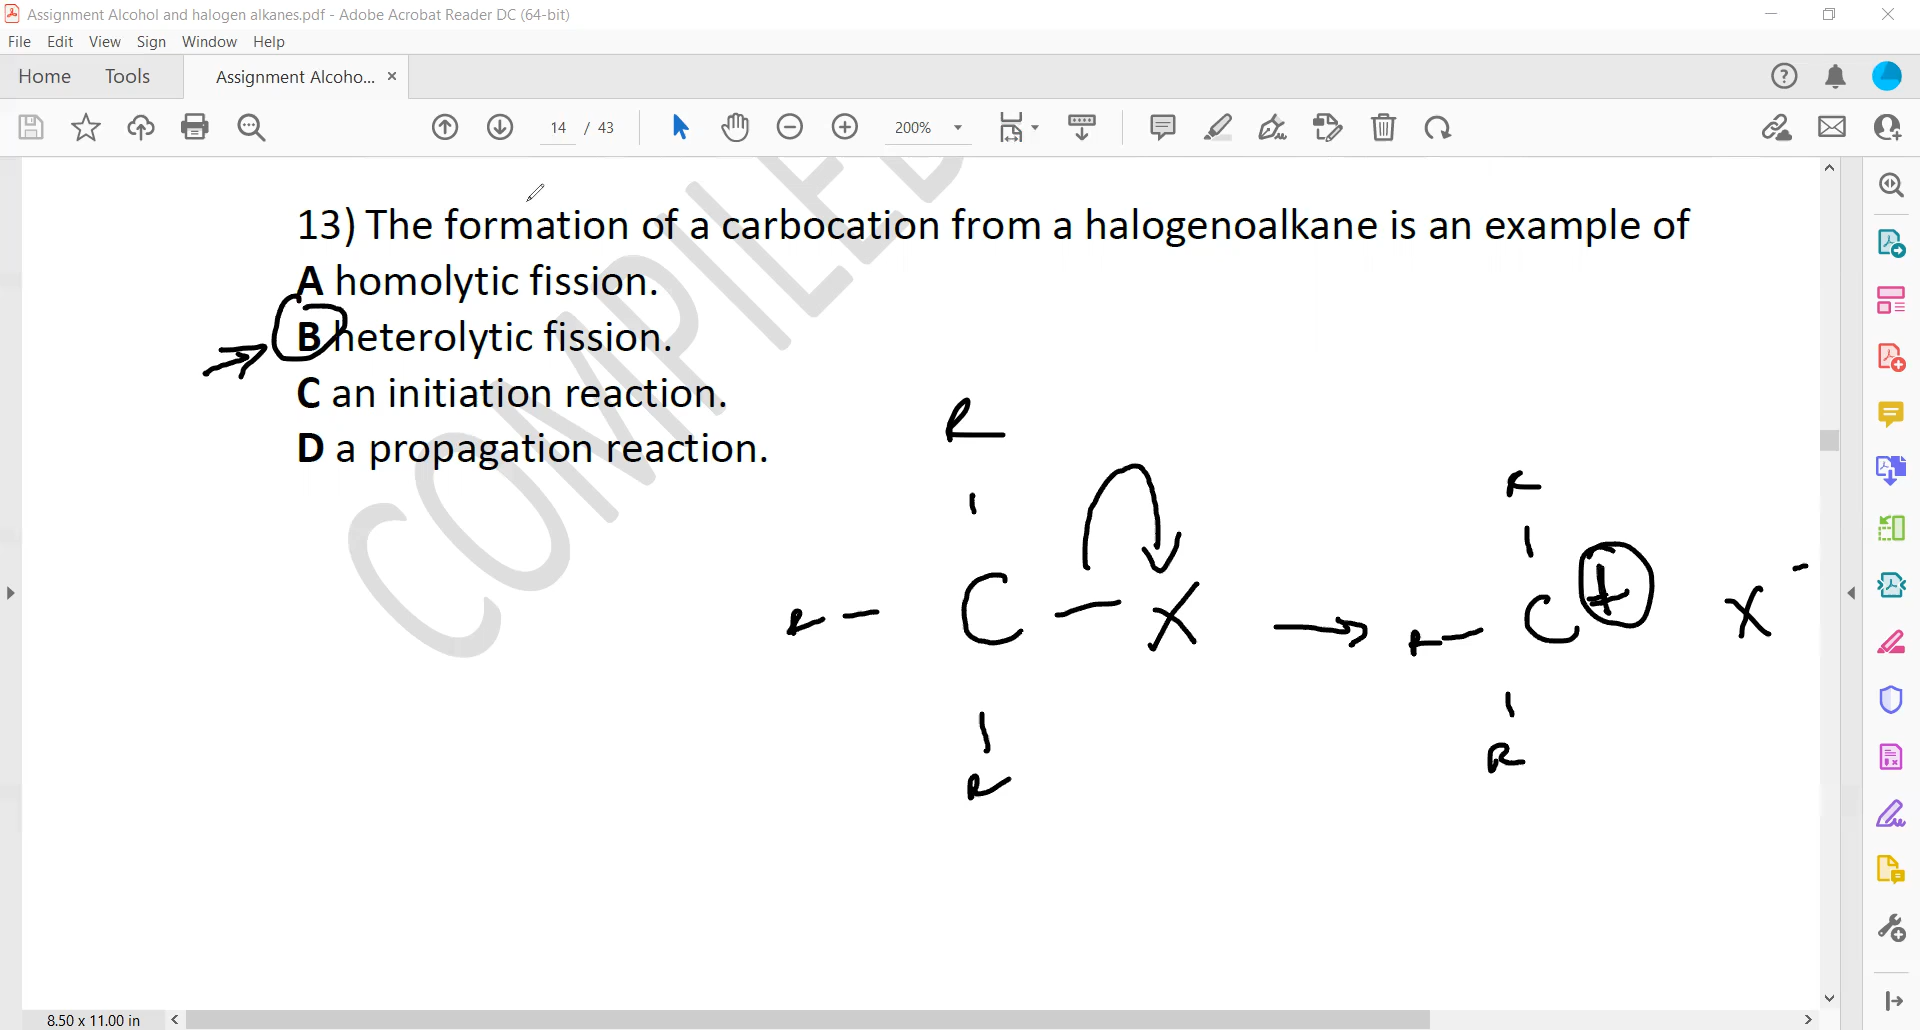 Assignment Alcohol and halogen alkanes.pdf - Adobe Acrobat Reader DC (64-bit)
File Edit View Sign Window Help
Home Tools Assignment Alcoho... ×
14 / 43 200%
13) The formation of a carbocation from a halogenoalkane is an example of
A homolytic fission.
B heterolytic fission.
C an initiation reaction.
D a propagation reaction.
COMPILED
R
R
R – C – X → R – C + X -
R
R
8.50 x 11.00 in